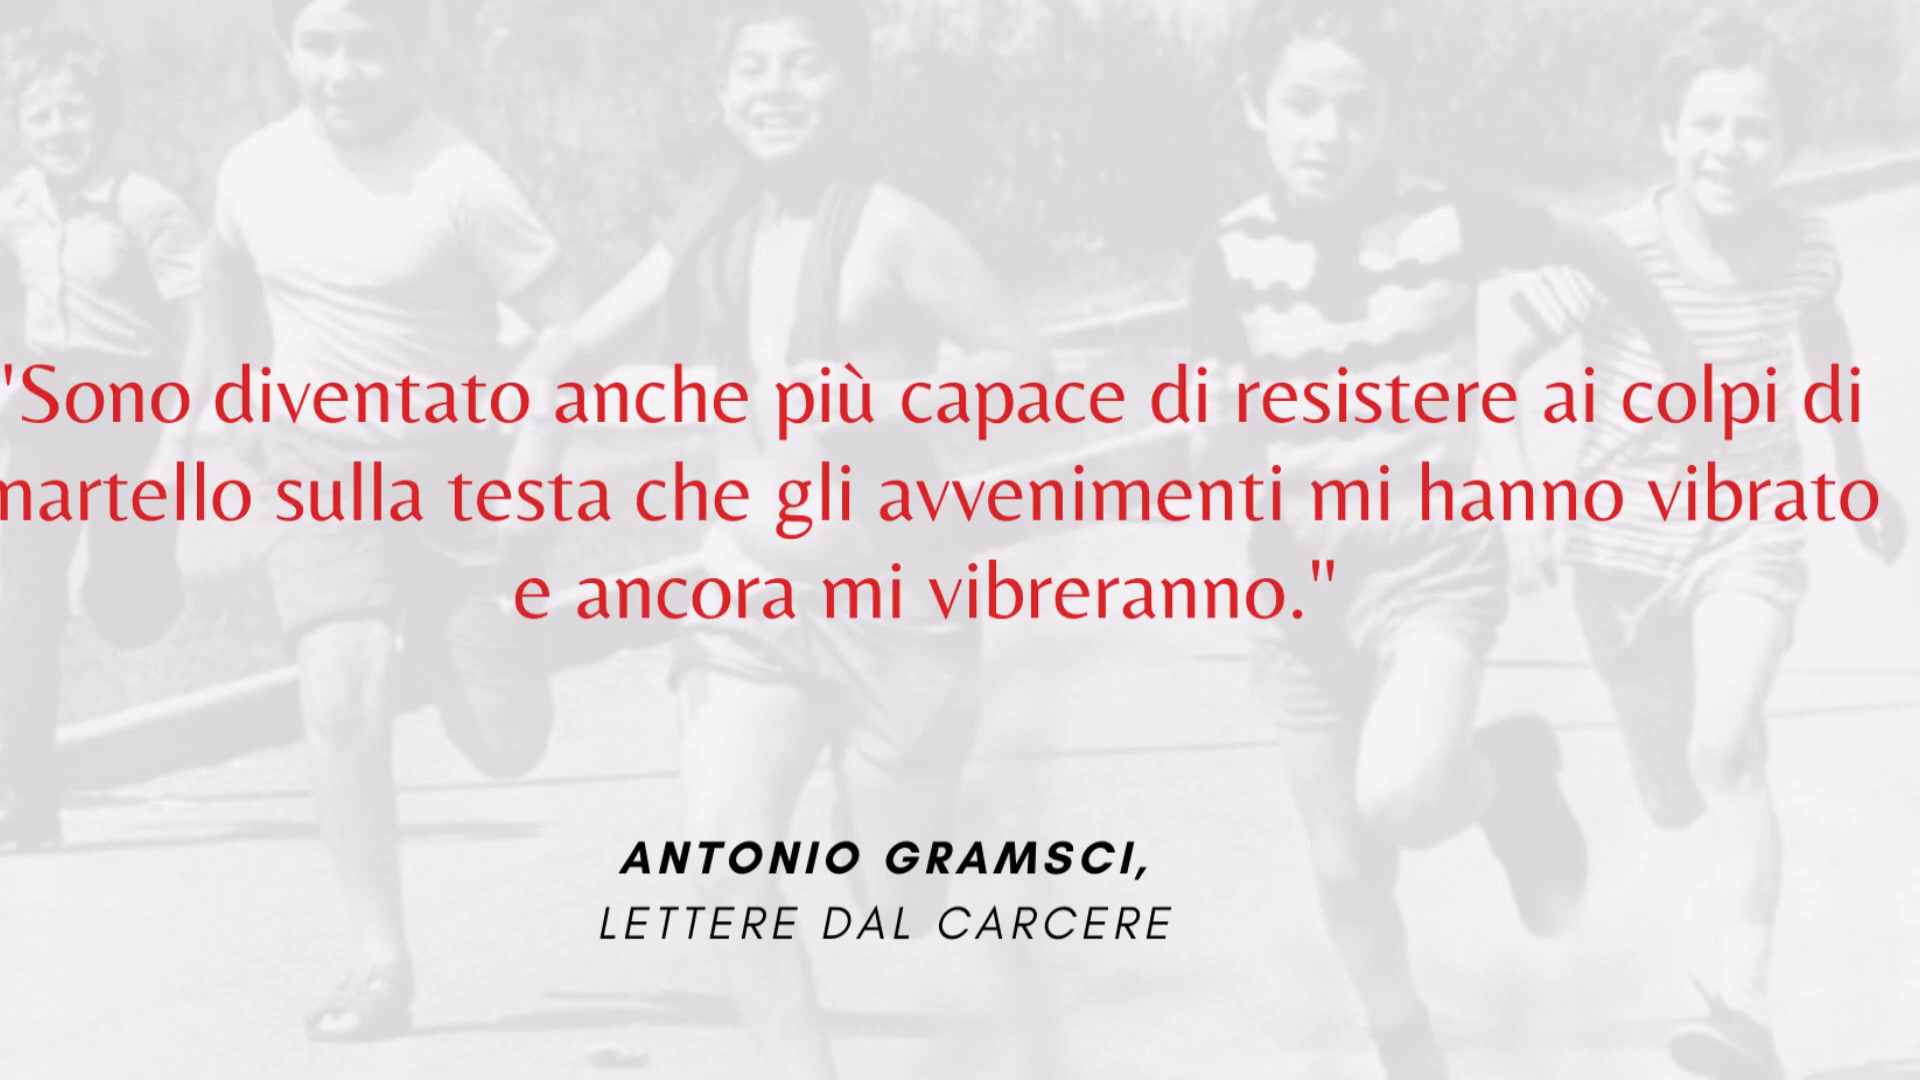 "Sono diventato anche più capace di resistere ai colpi di
martello sulla testa che gli avvenimenti mi hanno vibrato
e ancora mi vibreranno."
ANTONIO GRAMSCI,
LETTERE DAL CARCERE